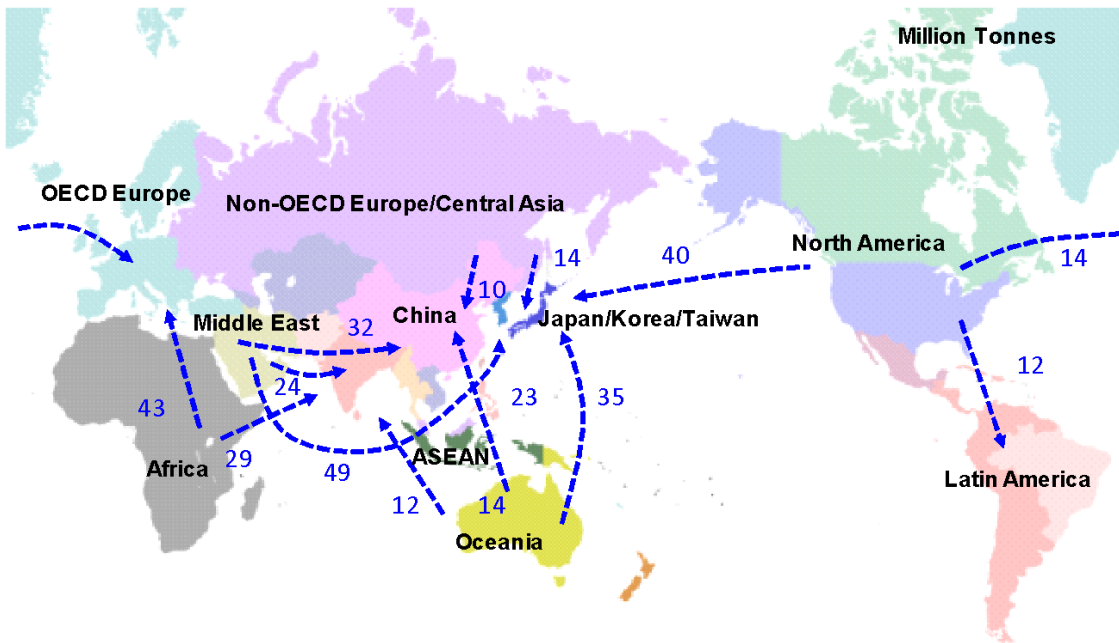 Million Tonnes
OECD Europe
Non-OECD Europe/Central Asia
North America
14
40
14
10
Middle East
32
China
Japan/Korea/Taiwan
24
23
35
12
43
29
Africa
49
ASEAN
12
14
Oceania
Latin America